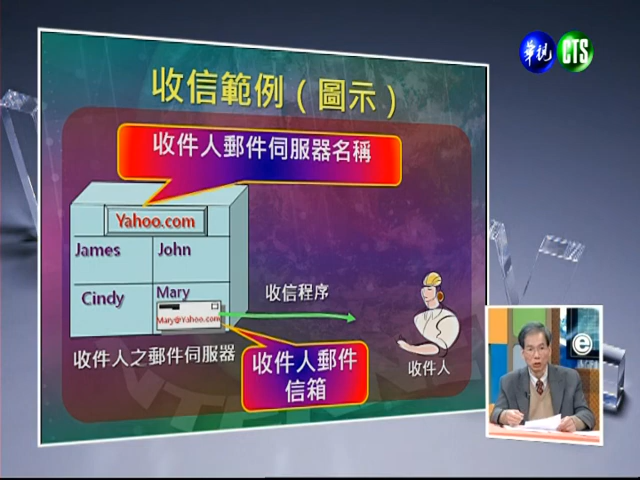 華視 CTS
收信範例（圖示）
收件人郵件伺服器名稱
Yahoo.com
James John
Cindy Mary
Mary@Yahoo.com
收信程序
收件人之郵件伺服器
收件人郵件
信箱
收件人
e